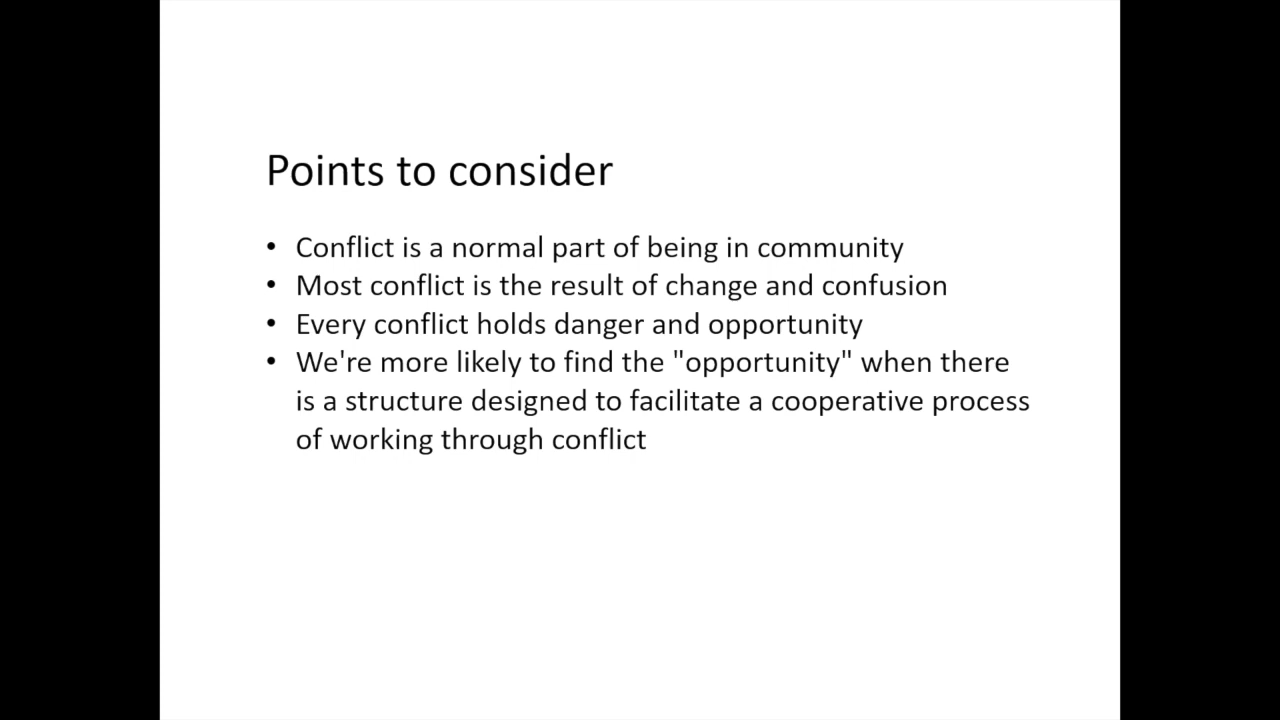 Points to consider
• Conflict is a normal part of being in community
• Most conflict is the result of change and confusion
• Every conflict holds danger and opportunity
• We're more likely to find the "opportunity" when there
is a structure designed to facilitate a cooperative process
of working through conflict